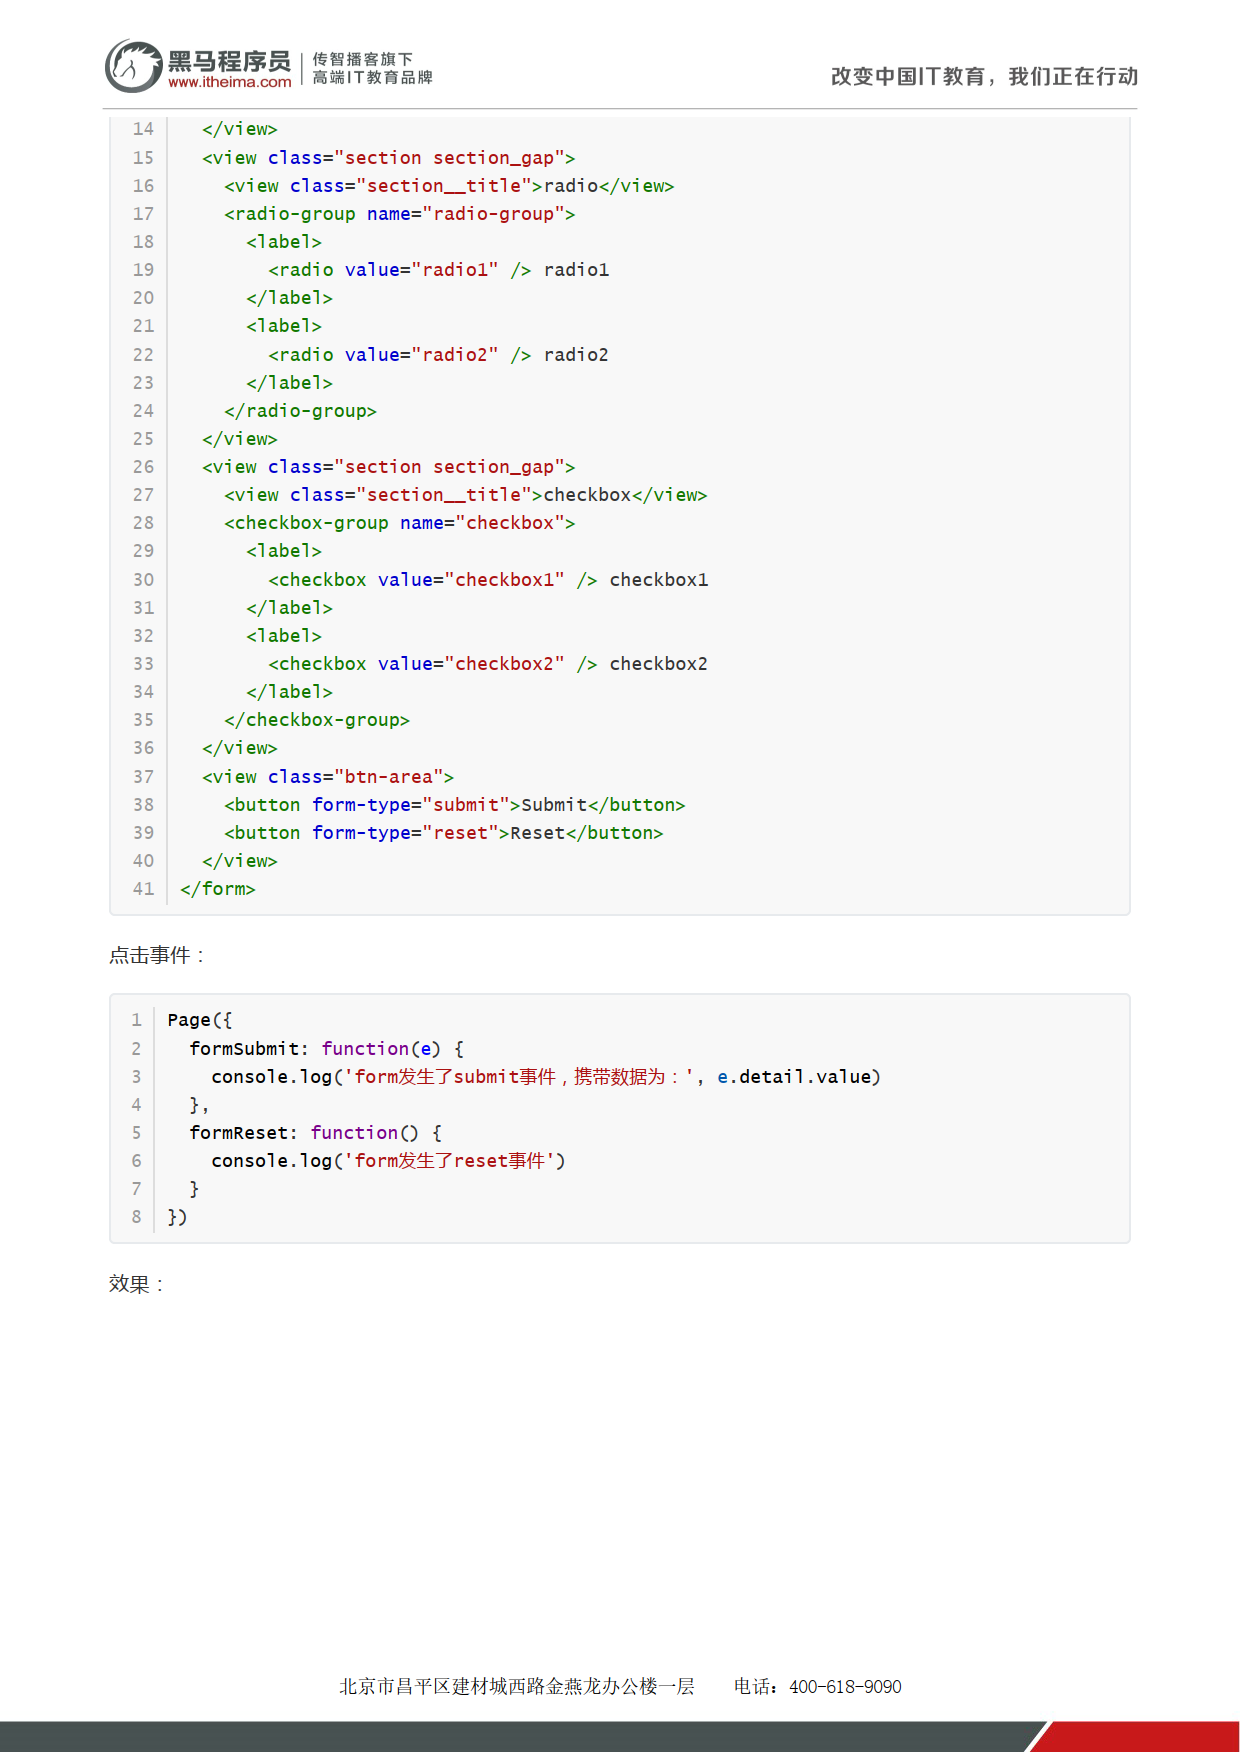 黑马程序员
www.itheima.com
传智播客旗下
高端IT教育品牌
改变中国IT教育，我们正在行动
14   </view>
15   <view class="section section_gap">
16     <view class="section__title">radio</view>
17     <radio-group name="radio-group">
18       <label>
19         <radio value="radio1" /> radio1
20       </label>
21       <label>
22         <radio value="radio2" /> radio2
23       </label>
24     </radio-group>
25   </view>
26   <view class="section section_gap">
27     <view class="section__title">checkbox</view>
28     <checkbox-group name="checkbox">
29       <label>
30         <checkbox value="checkbox1" /> checkbox1
31       </label>
32       <label>
33         <checkbox value="checkbox2" /> checkbox2
34       </label>
35     </checkbox-group>
36   </view>
37   <view class="btn-area">
38     <button form-type="submit">Submit</button>
39     <button form-type="reset">Reset</button>
40   </view>
41 </form>
点击事件：
1 Page({
2   formSubmit: function(e) {
3     console.log('form发生了submit事件，携带数据为：', e.detail.value)
4   },
5   formReset: function() {
6     console.log('form发生了reset事件')
7   }
8 })
效果：
北京市昌平区建材城西路金燕龙办公楼一层 电话：400-618-9090